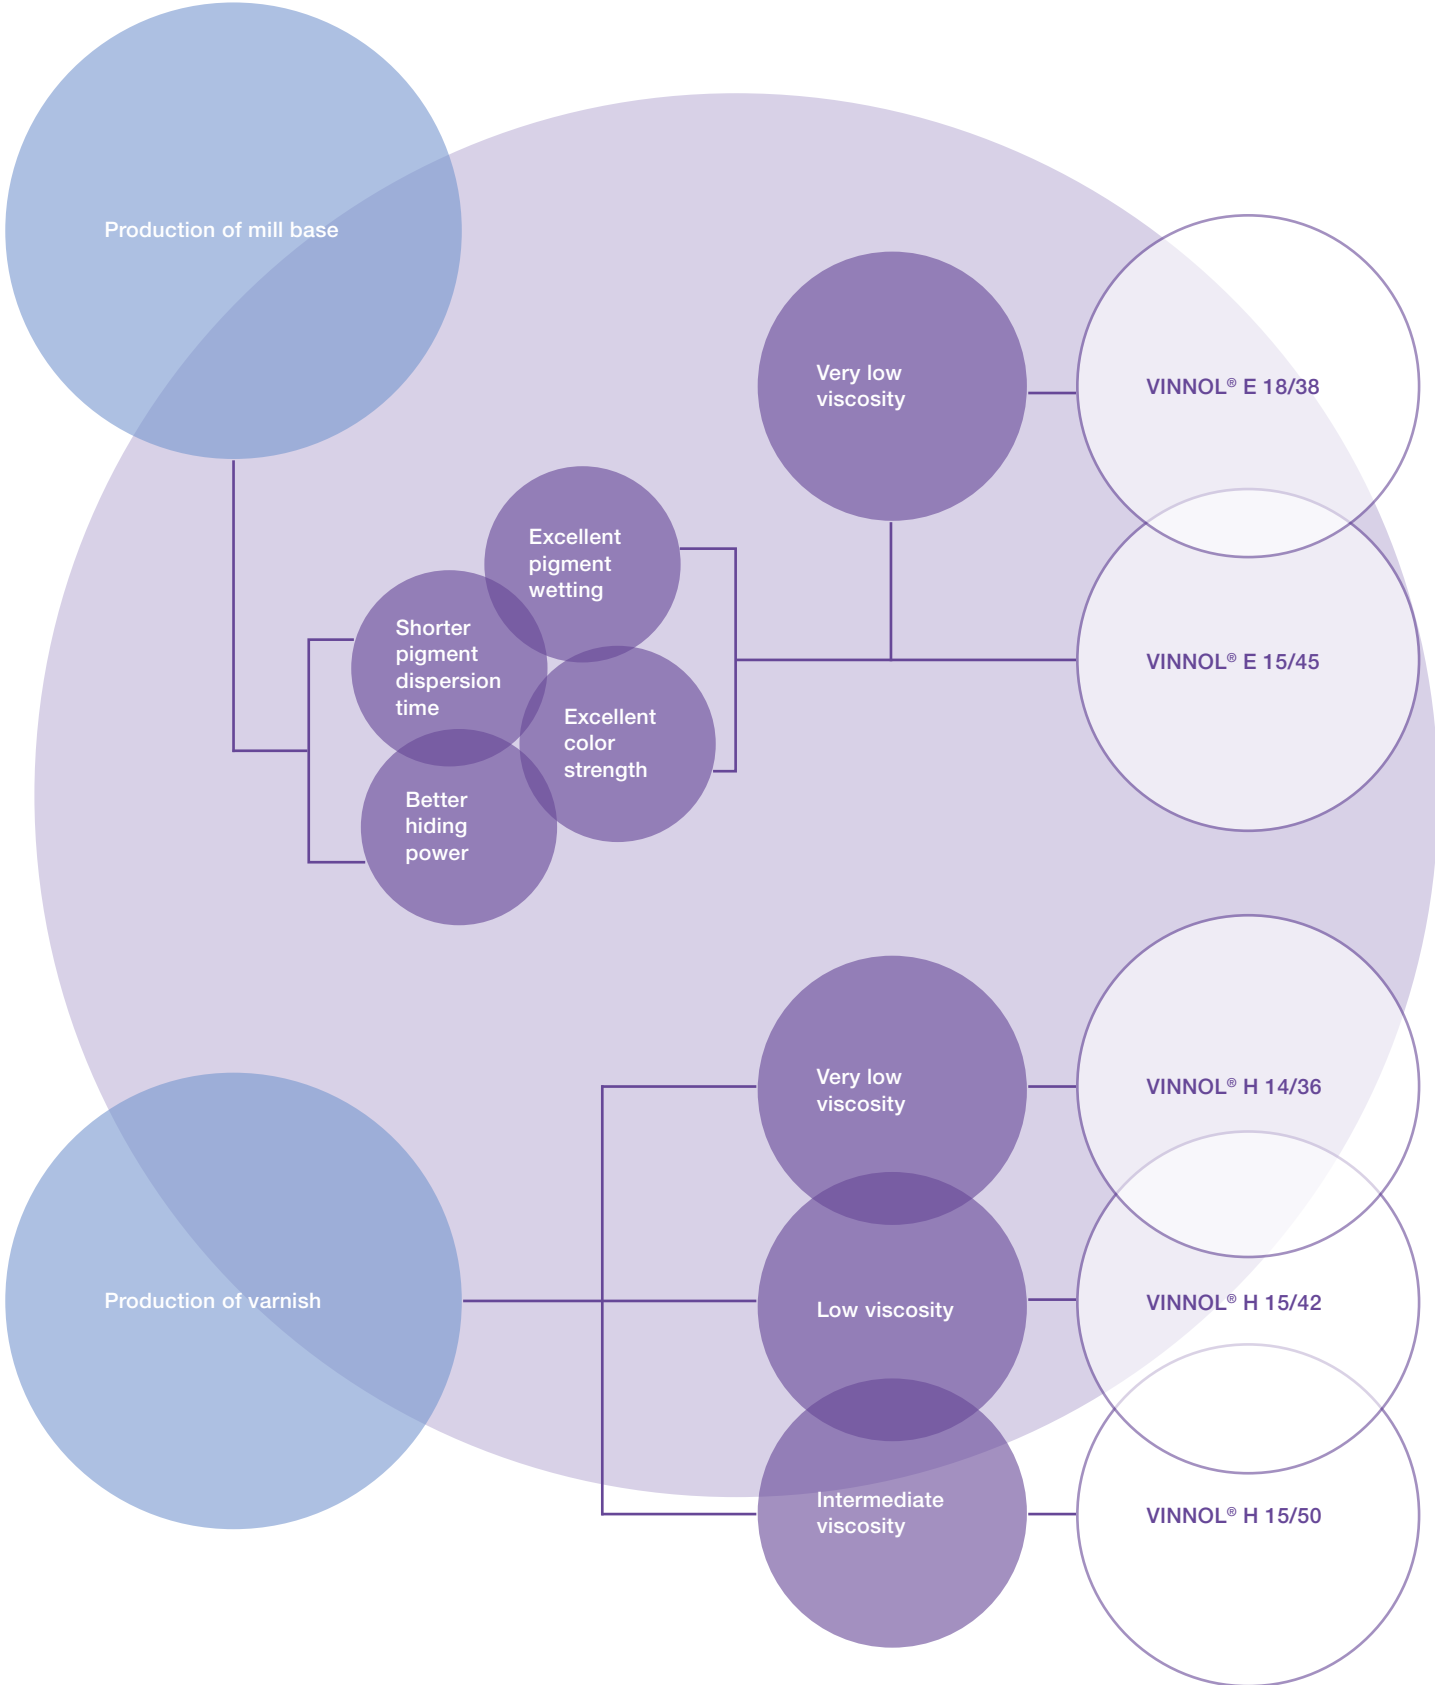 Production of mill base
Very low
viscosity
VINNOL® E 18/38
Excellent
pigment
wetting
Shorter
pigment
dispersion
time
Excellent
color
strength
Better
hiding
power
VINNOL® E 15/45
Production of varnish
Very low
viscosity
VINNOL® H 14/36
Low viscosity
VINNOL® H 15/42
Intermediate
viscosity
VINNOL® H 15/50